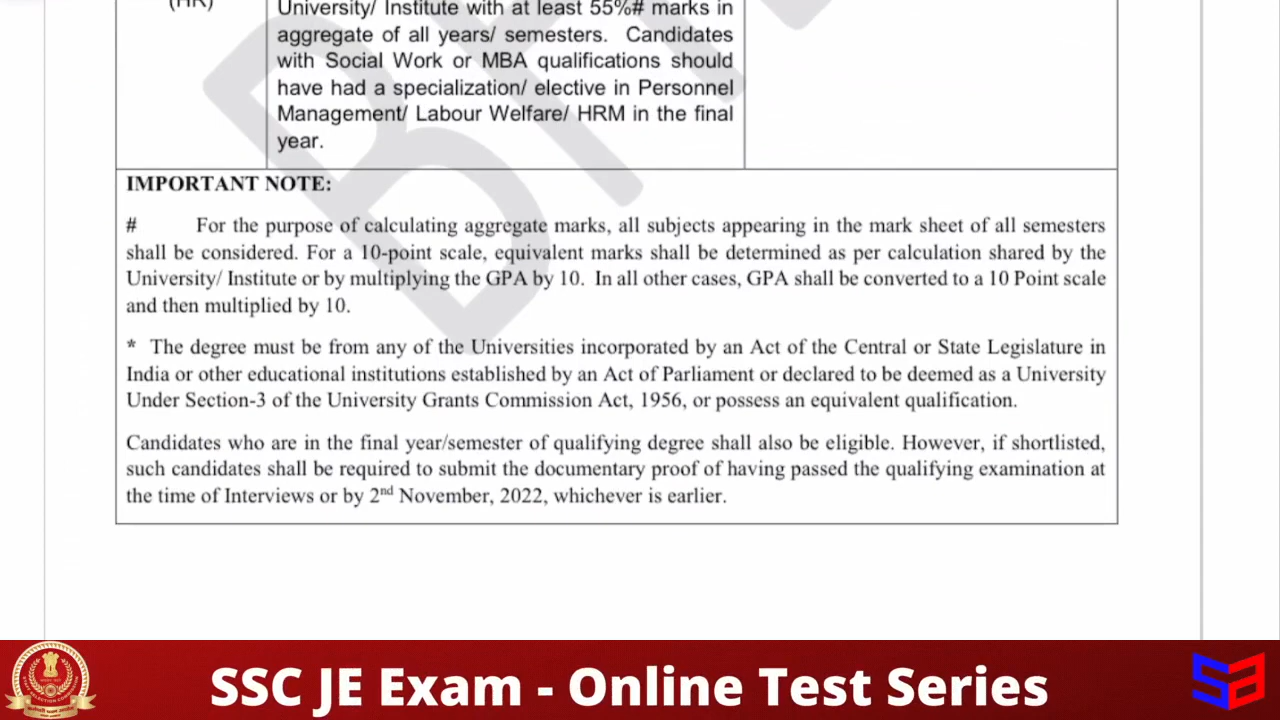 (HR)
University/ Institute with at least 55%# marks in
aggregate of all years/ semesters. Candidates
with Social Work or MBA qualifications should
have had a specialization/ elective in Personnel
Management/ Labour Welfare/ HRM in the final
year.
IMPORTANT NOTE:
# For the purpose of calculating aggregate marks, all subjects appearing in the mark sheet of all semesters
shall be considered. For a 10-point scale, equivalent marks shall be determined as per calculation shared by the
University/ Institute or by multiplying the GPA by 10. In all other cases, GPA shall be converted to a 10 Point scale
and then multiplied by 10.
* The degree must be from any of the Universities incorporated by an Act of the Central or State Legislature in
India or other educational institutions established by an Act of Parliament or declared to be deemed as a University
Under Section-3 of the University Grants Commission Act, 1956, or possess an equivalent qualification.
Candidates who are in the final year/semester of qualifying degree shall also be eligible. However, if shortlisted,
such candidates shall be required to submit the documentary proof of having passed the qualifying examination at
the time of Interviews or by 2nd November, 2022, whichever is earlier.
SSC JE Exam - Online Test Series